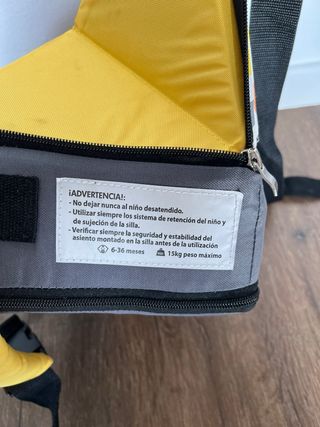 ¡ADVERTENCIA!:
- No dejar nunca al niño desatendido.
- Utilizar siempre los sistema de retención del niño y
de sujeción de la silla.
- Verificar siempre la seguridad y estabilidad del
asiento montado en la silla antes de la utilización
6-36 meses 15kg peso máximo